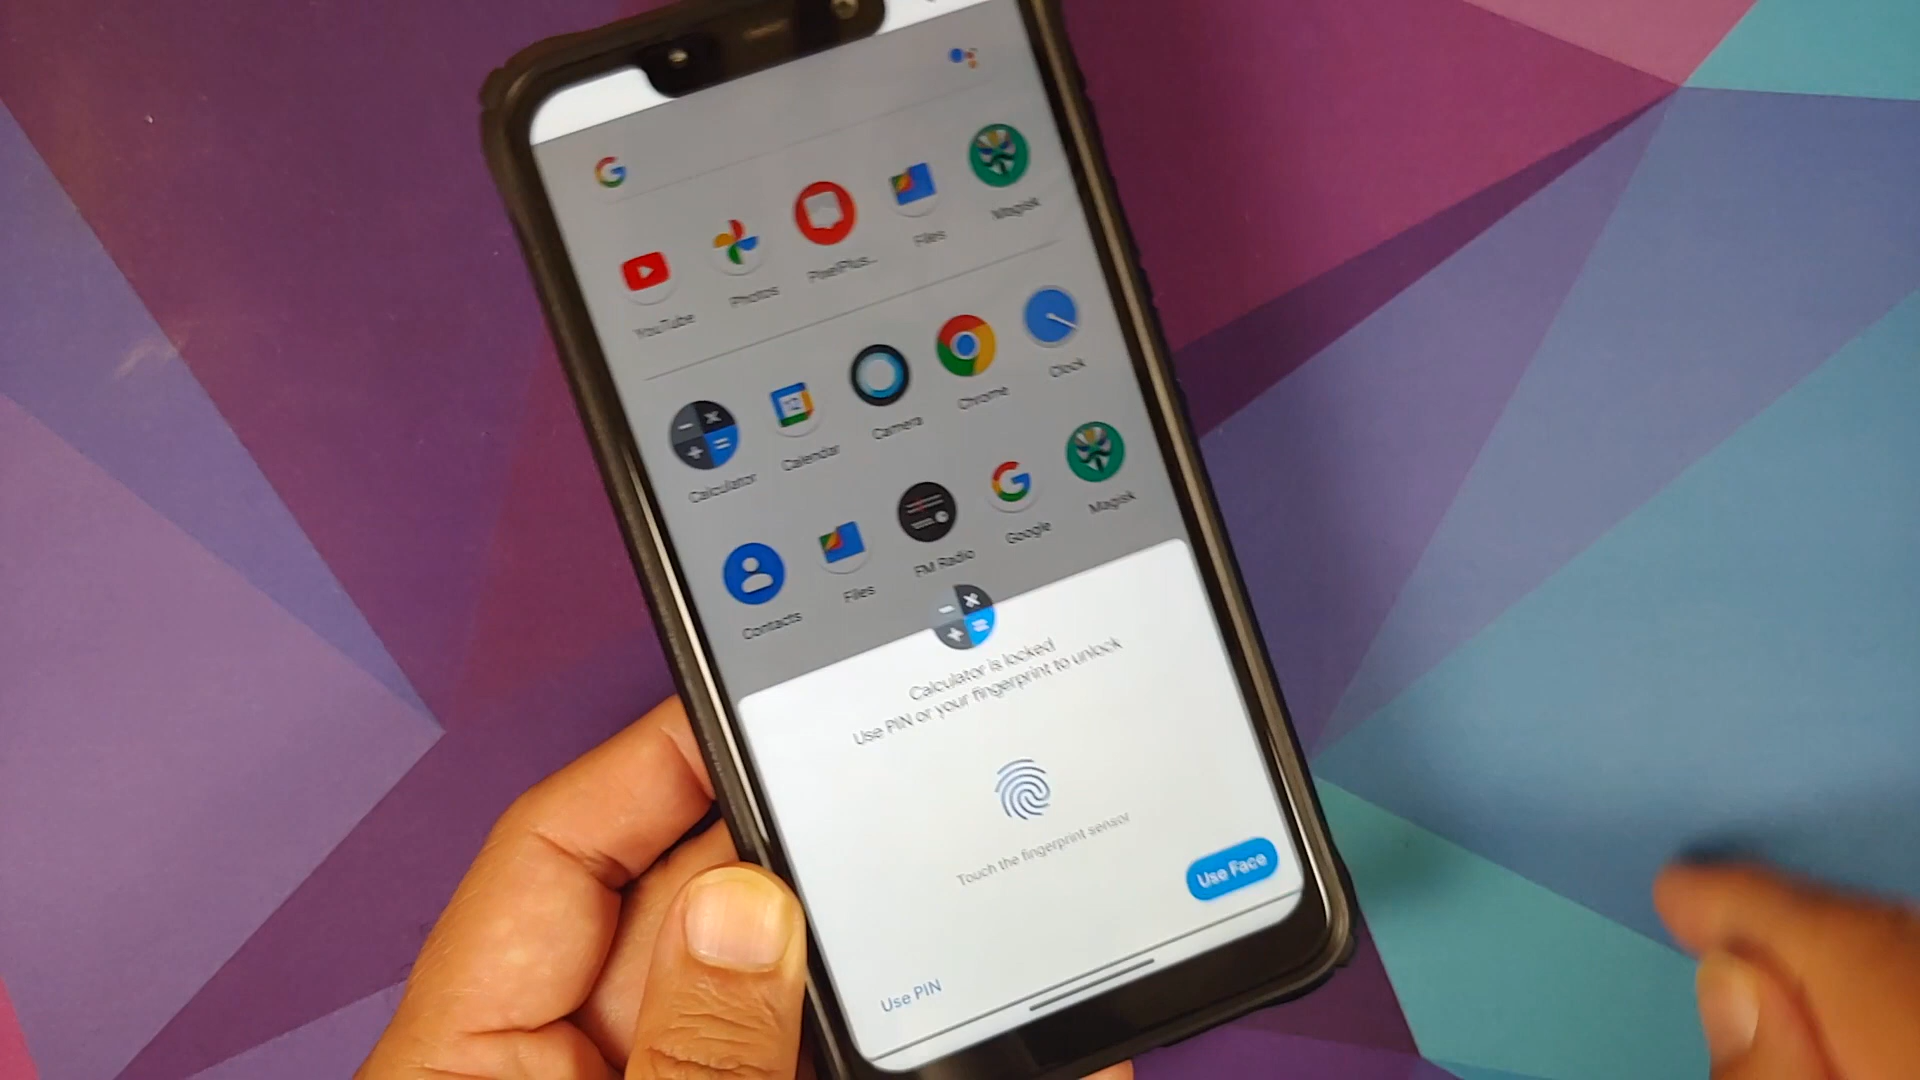 YouTube
Photos
PixelPlus...
Files
Magisk
Calculator
Calendar
12
Camera
Chrome
Clock
Contacts
Files
FM Radio
Google
Magisk
Calculator is locked
Use PIN or your fingerprint to unlock
Touch the fingerprint sensor
Use Face
Use PIN